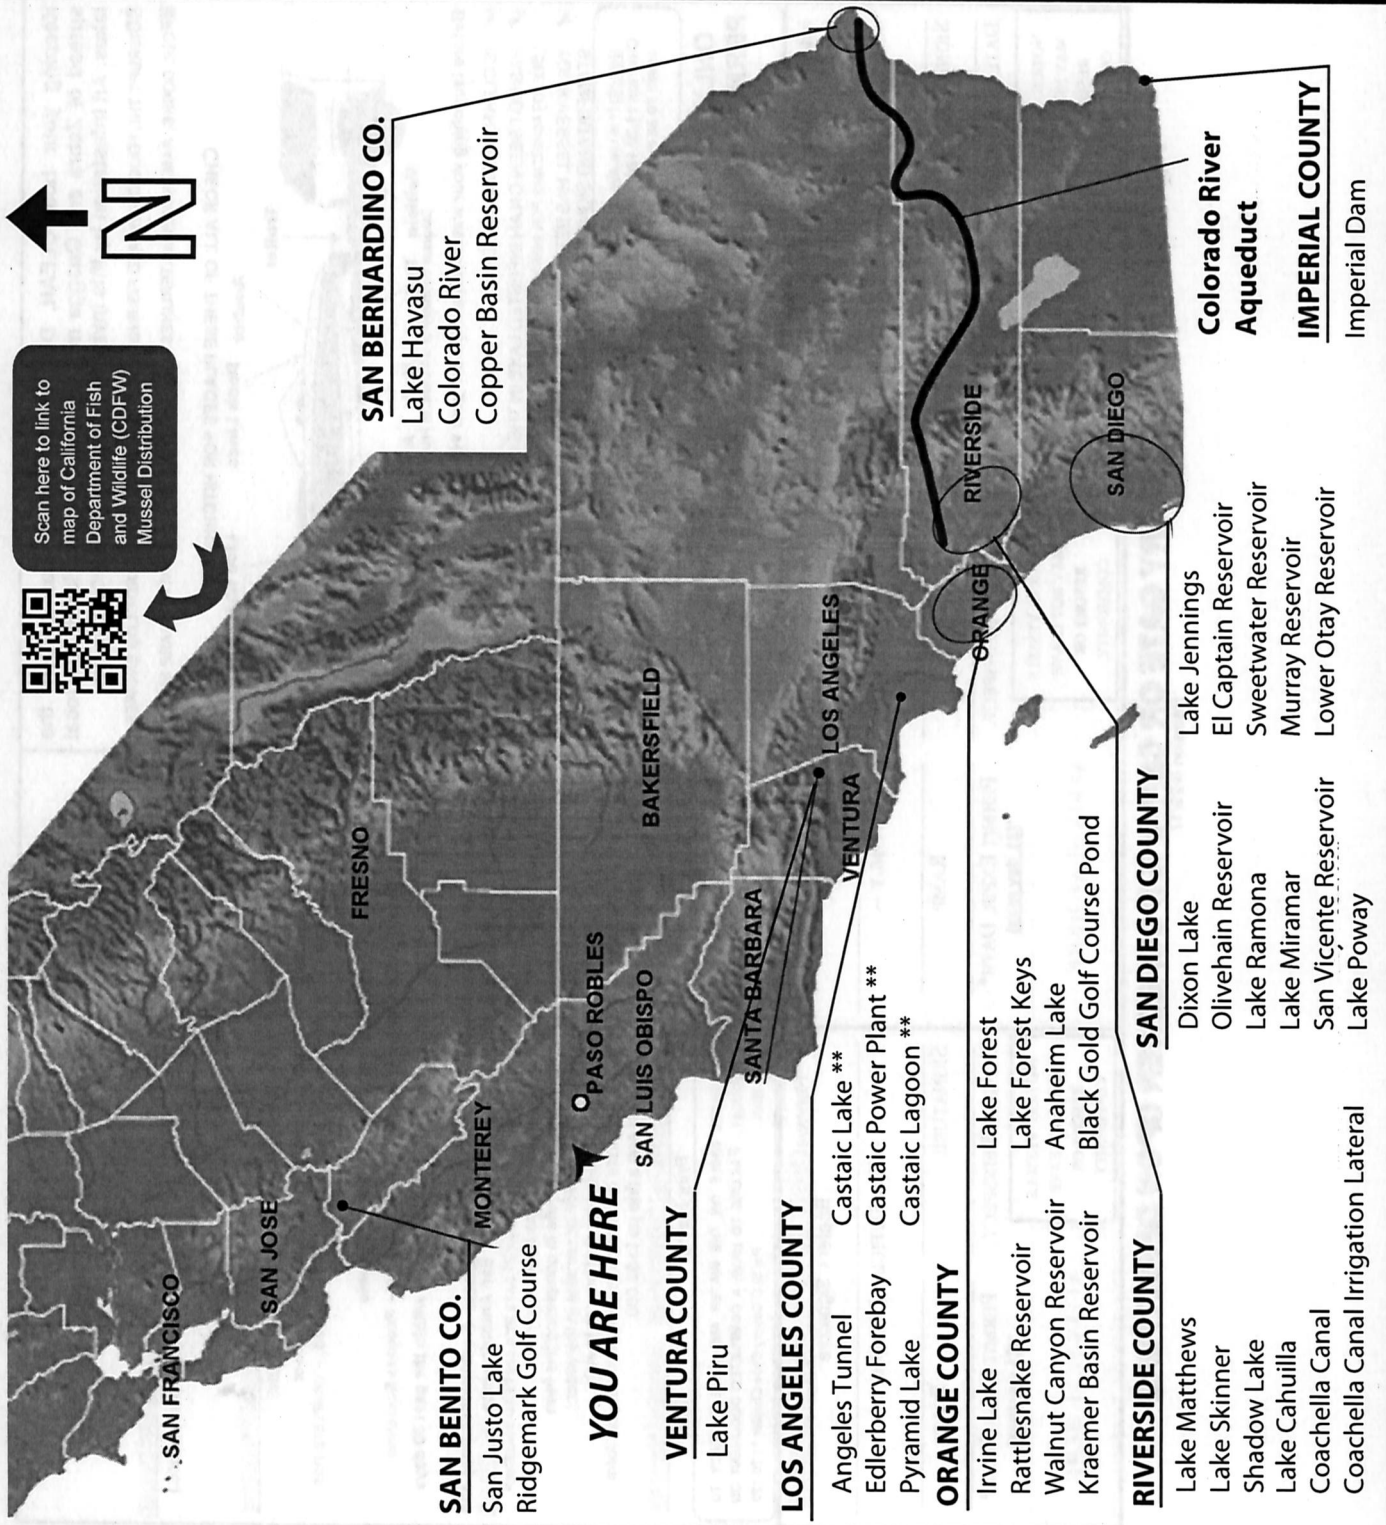 N
Scan here to link to
map of California
Department of Fish
and Wildlife (CDFW)
Mussel Distribution
SAN BERNARDINO CO.
Lake Havasu
Colorado River
Copper Basin Reservoir
SAN FRANCISCO
SAN JOSE
FRESNO
MONTEREY
PASO ROBLES
SAN LUIS OBISPO
BAKERSFIELD
SANTA BARBARA
VENTURA
LOS ANGELES
ORANGE
RIVERSIDE
SAN DIEGO
SAN BENITO CO.
San Justo Lake
Ridgemark Golf Course
YOU ARE HERE
VENTURA COUNTY
Lake Piru
LOS ANGELES COUNTY
Angeles Tunnel
Edlerberry Forebay
Pyramid Lake
Castaic Lake **
Castaic Power Plant **
Castaic Lagoon **
ORANGE COUNTY
Irvine Lake
Rattlesnake Reservoir
Walnut Canyon Reservoir
Kraemer Basin Reservoir
Lake Forest
Lake Forest Keys
Anaheim Lake
Black Gold Golf Course Pond
RIVERSIDE COUNTY
Lake Matthews
Lake Skinner
Shadow Lake
Lake Cahuilla
Coachella Canal
Coachella Canal Irrigation Lateral
SAN DIEGO COUNTY
Dixon Lake
Olivehain Reservoir
Lake Ramona
Lake Miramar
San Vicente Reservoir
Lake Poway
Lake Jennings
El Captain Reservoir
Sweetwater Reservoir
Murray Reservoir
Lower Otay Reservoir
Colorado River
Aqueduct
IMPERIAL COUNTY
Imperial Dam